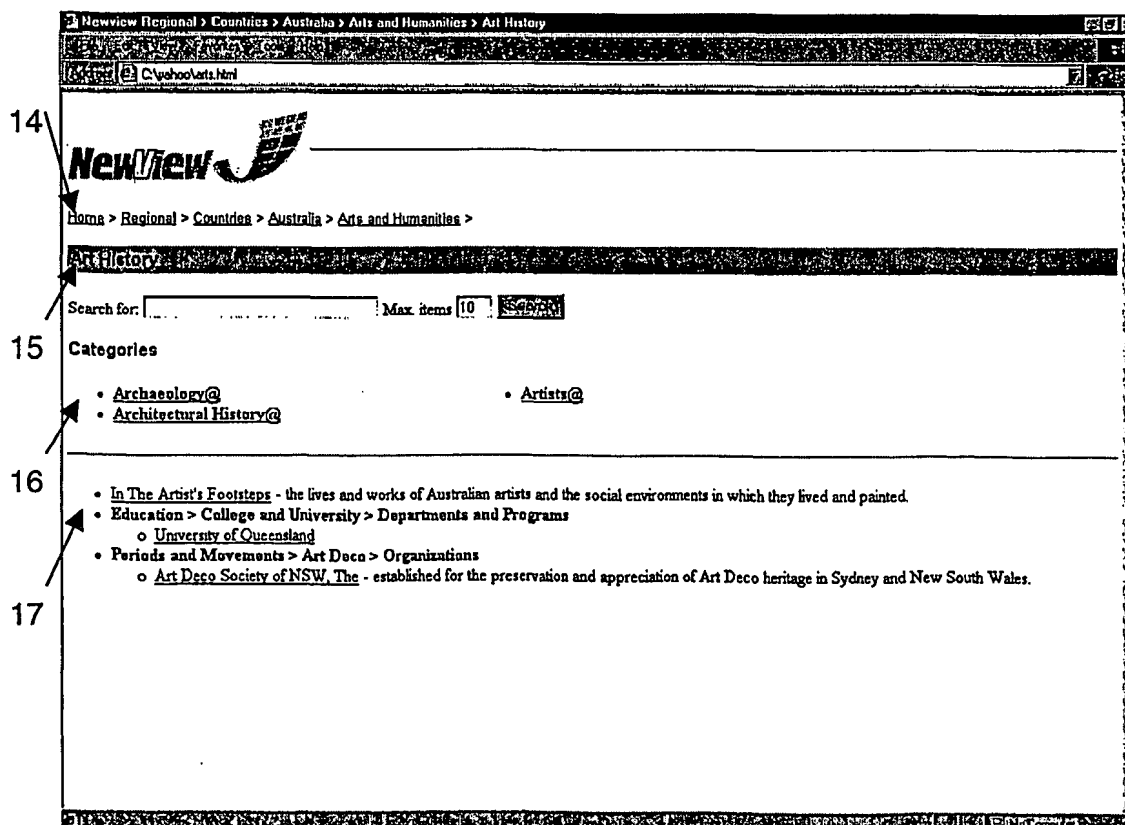 Newview Regional > Countries > Australia > Arts and Humanities > Art History
C:\yahoo\arts.html
14
NewView
Home > Regional > Countries > Australia > Arts and Humanities >
Art History
Search for: Max. items 10 Search
15
Categories
• Archaeology@ • Artists@
• Architectural History@
16
• In The Artist's Footsteps - the lives and works of Australian artists and the social environments in which they lived and painted.
• Education > College and University > Departments and Programs
o University of Queensland
• Periods and Movements > Art Deco > Organizations
o Art Deco Society of NSW, The - established for the preservation and appreciation of Art Deco heritage in Sydney and New South Wales.
17